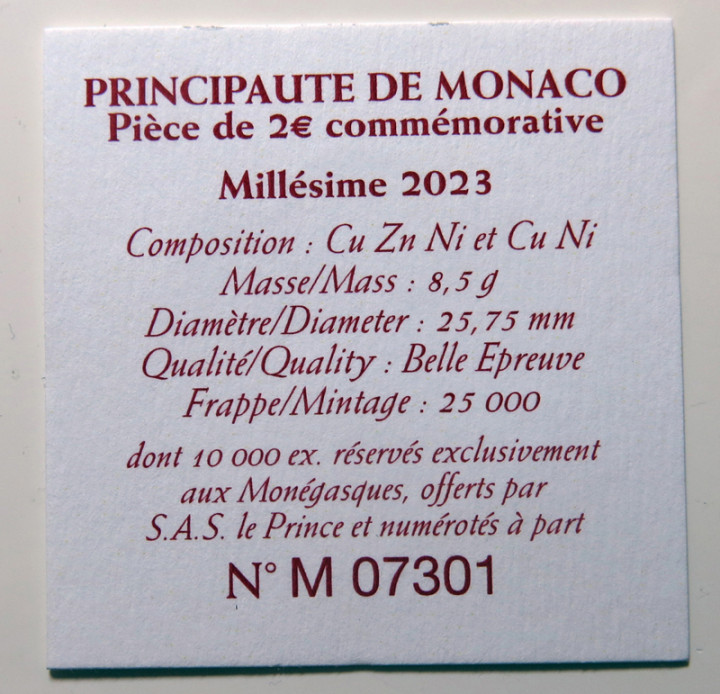 PRINCIPAUTE DE MONACO
Pièce de 2€ commémorative
Millésime 2023
Composition : Cu Zn Ni et Cu Ni
Masse/Mass : 8,5 g
Diamètre/Diameter : 25,75 mm
Qualité/Quality : Belle Epreuve
Frappe/Mintage : 25 000
dont 10 000 ex. réservés exclusivement
aux Monégasques, offerts par
S.A.S. le Prince et numérotés à part
N° M 07301